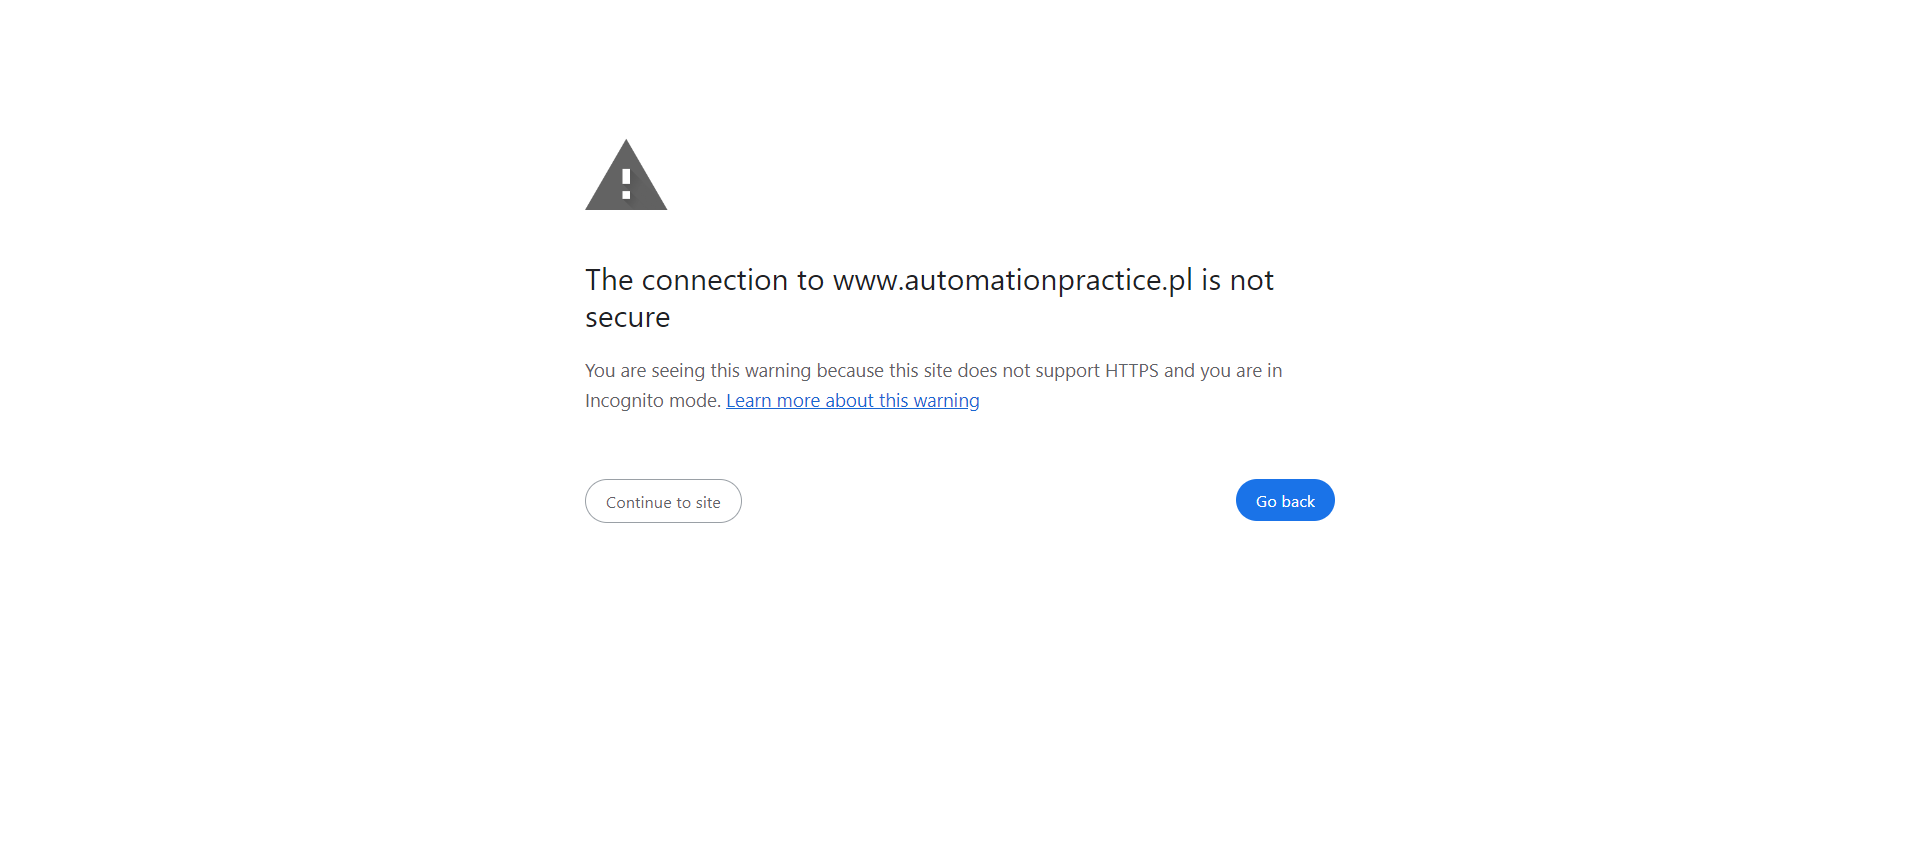 The connection to www.automationpractice.pl is not
secure
You are seeing this warning because this site does not support HTTPS and you are in
Incognito mode. Learn more about this warning
Continue to site
Go back